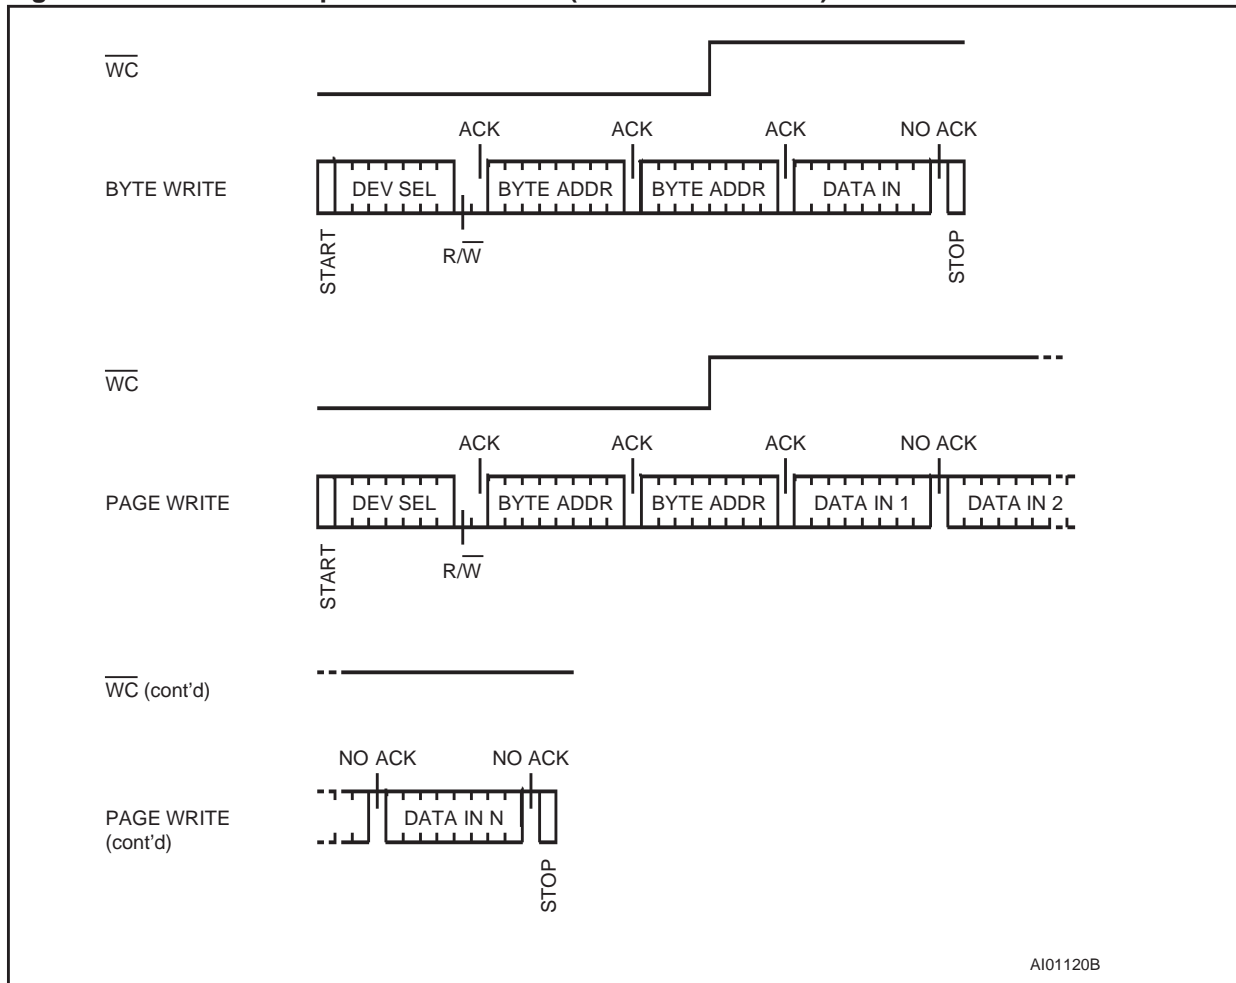 WC
ACK ACK ACK NO ACK
BYTE WRITE DEV SEL BYTE ADDR BYTE ADDR DATA IN
R/W
START STOP
WC
ACK ACK ACK NO ACK
PAGE WRITE DEV SEL BYTE ADDR BYTE ADDR DATA IN 1 DATA IN 2
R/W
START
WC (cont'd)
NO ACK NO ACK
PAGE WRITE DATA IN N
(cont'd)
STOP
AI01120B